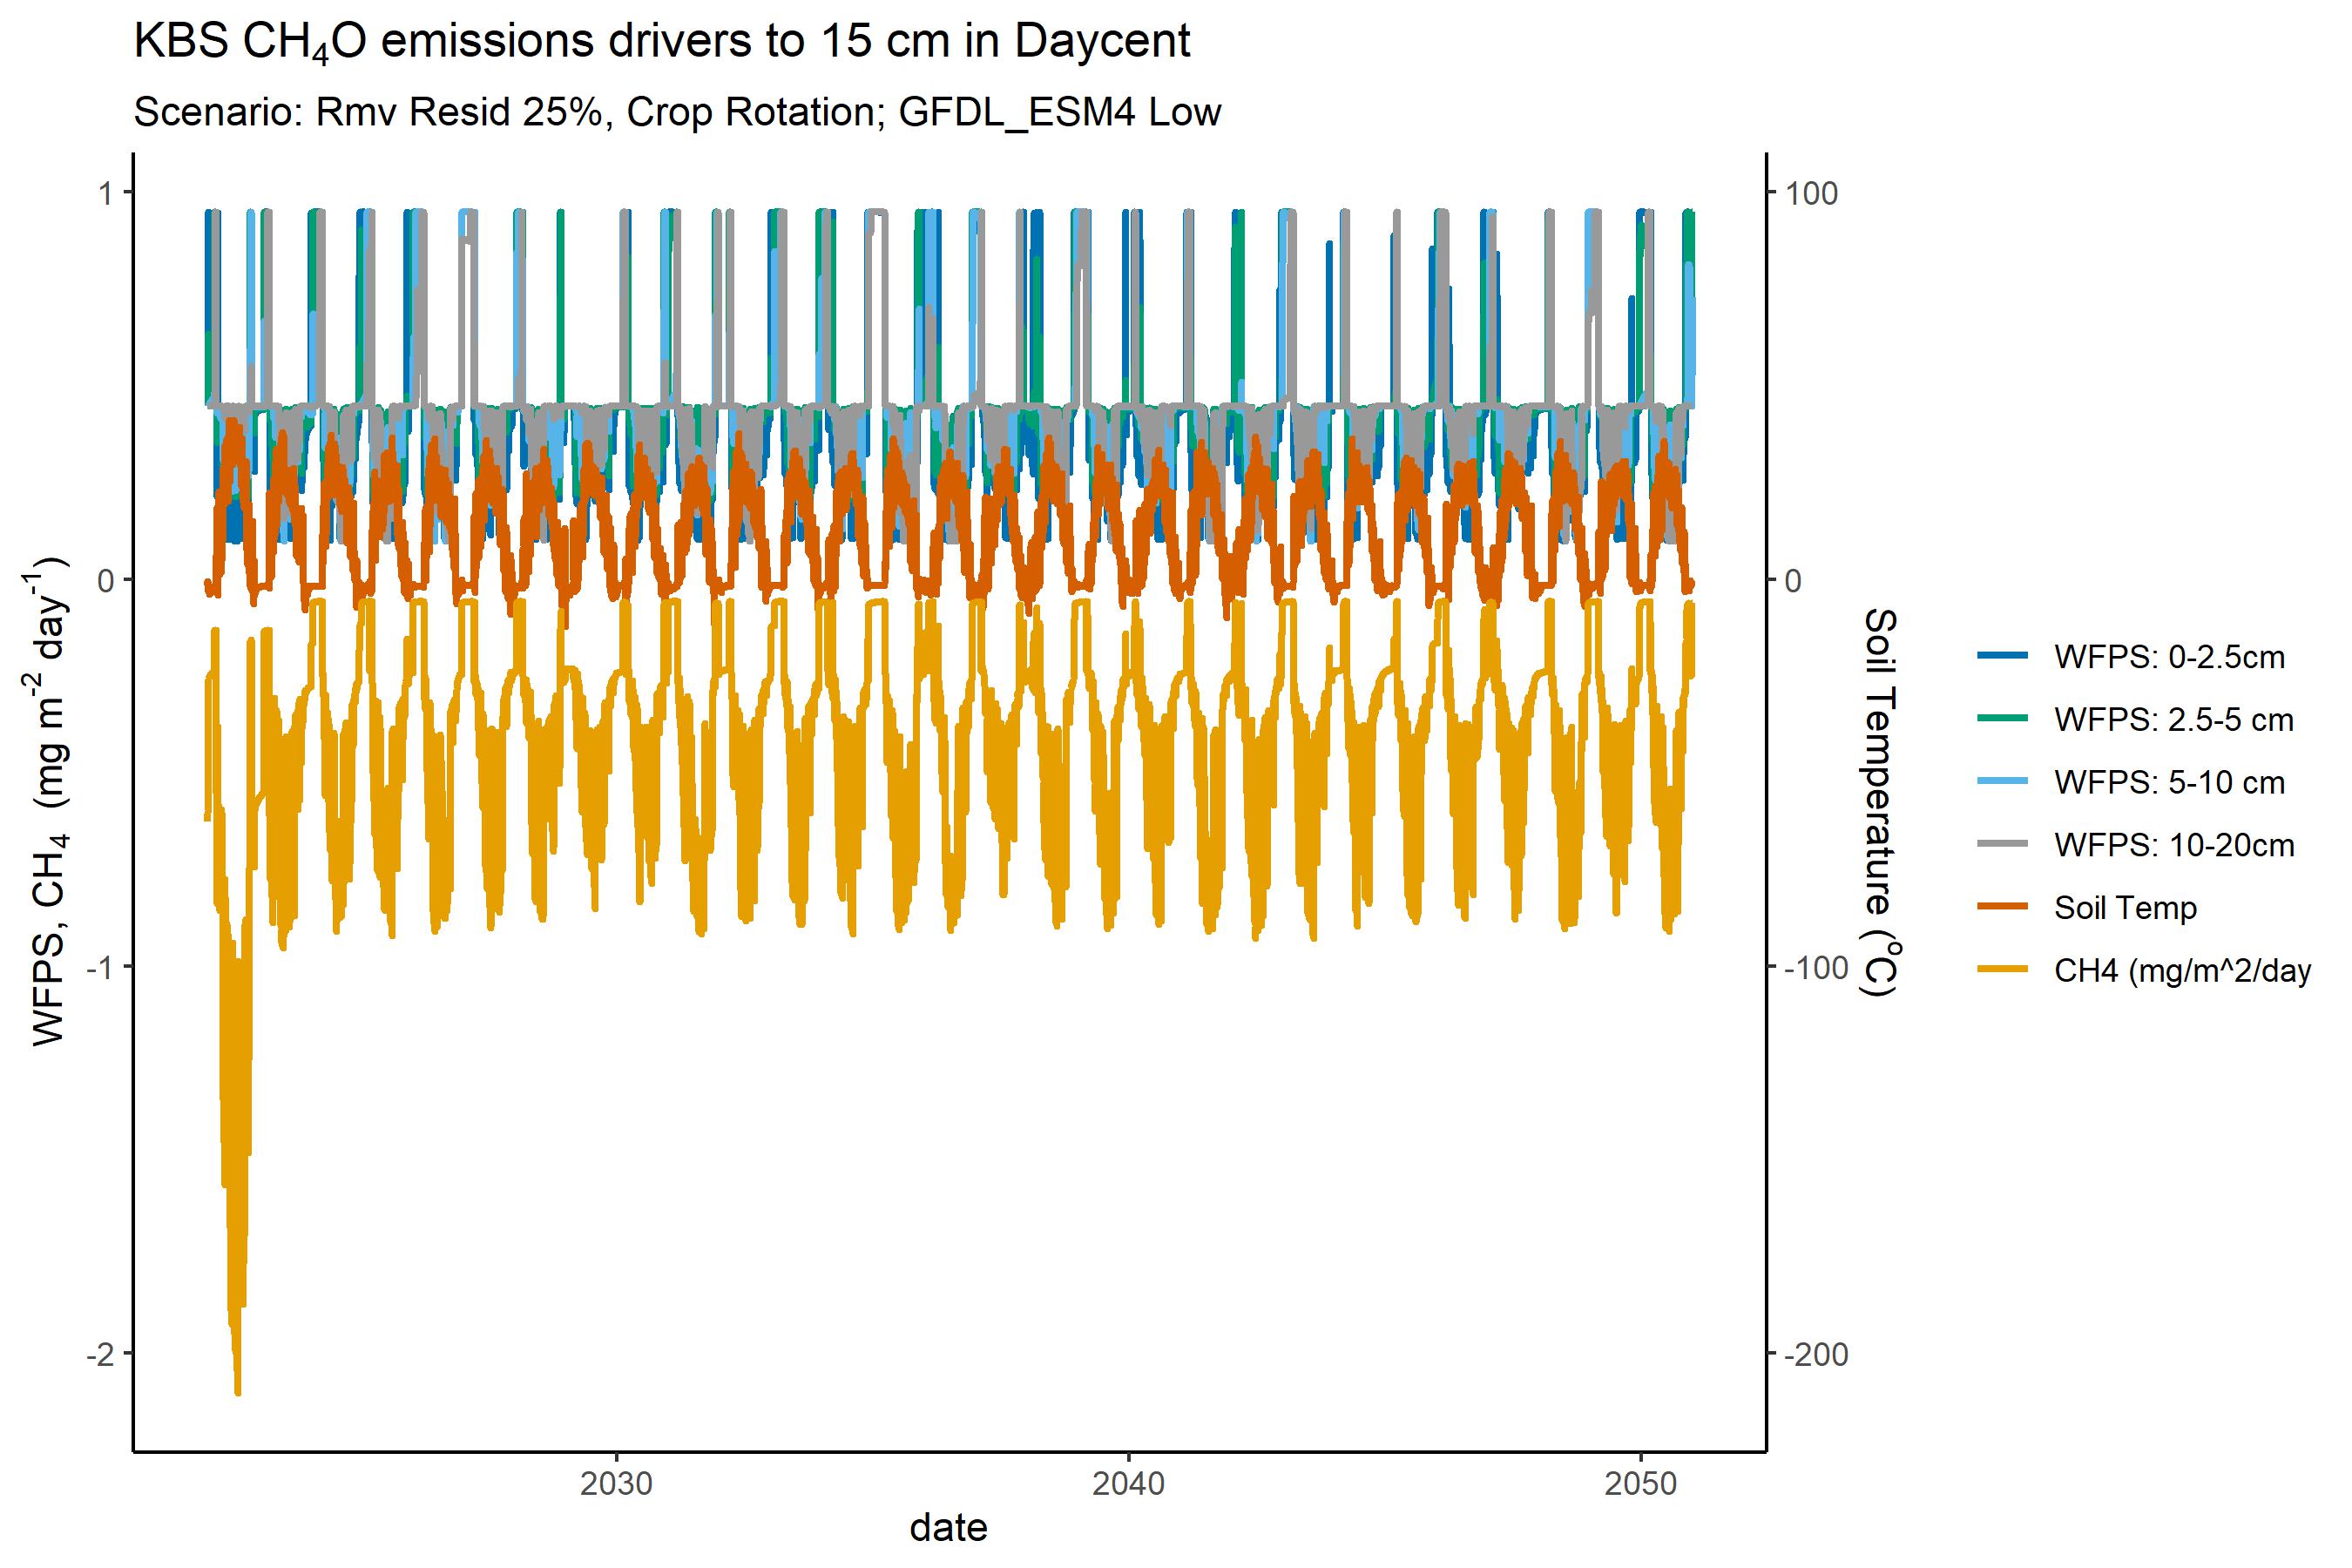 KBS CH₄O emissions drivers to 15 cm in Daycent
Scenario: Rmv Resid 25%, Crop Rotation; GFDL_ESM4 Low
1
0
-1
-2
WFPS, CH₄ (mg m⁻² day⁻¹)
100
0
-100
-200
Soil Temperature (ºC)
2030
2040
2050
date
WFPS: 0-2.5cm
WFPS: 2.5-5 cm
WFPS: 5-10 cm
WFPS: 10-20cm
Soil Temp
CH4 (mg/m^2/day